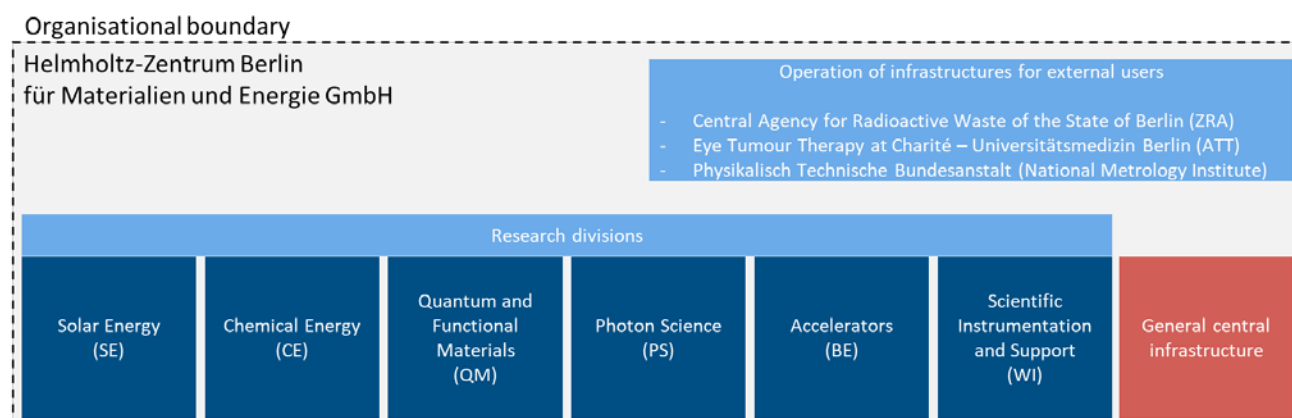 Organisational boundary
Helmholtz-Zentrum Berlin
für Materialien und Energie GmbH
Operation of infrastructures for external users
- Central Agency for Radioactive Waste of the State of Berlin (ZRA)
- Eye Tumour Therapy at Charité – Universitätsmedizin Berlin (ATT)
- Physikalisch Technische Bundesanstalt (National Metrology Institute)
Research divisions
Solar Energy
(SE)
Chemical Energy
(CE)
Quantum and
Functional
Materials
(QM)
Photon Science
(PS)
Accelerators
(BE)
Scientific
Instrumentation
and Support
(WI)
General central
infrastructure